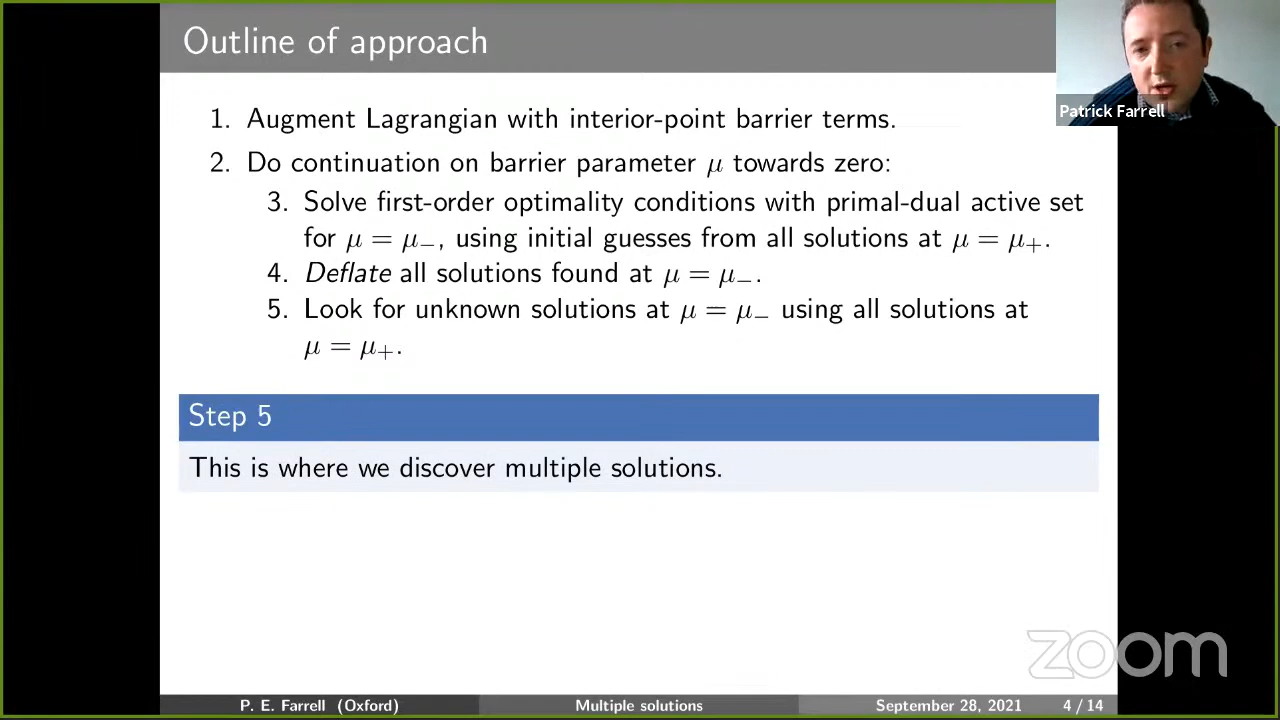 Outline of approach
Patrick Farrell
1. Augment Lagrangian with interior-point barrier terms.
2. Do continuation on barrier parameter μ towards zero:
3. Solve first-order optimality conditions with primal-dual active set
for μ = μ₋, using initial guesses from all solutions at μ = μ₊.
4. Deflate all solutions found at μ = μ₋.
5. Look for unknown solutions at μ = μ₋ using all solutions at
μ = μ₊.
Step 5
This is where we discover multiple solutions.
zoom
P. E. Farrell (Oxford) Multiple solutions September 28, 2021 4 / 14